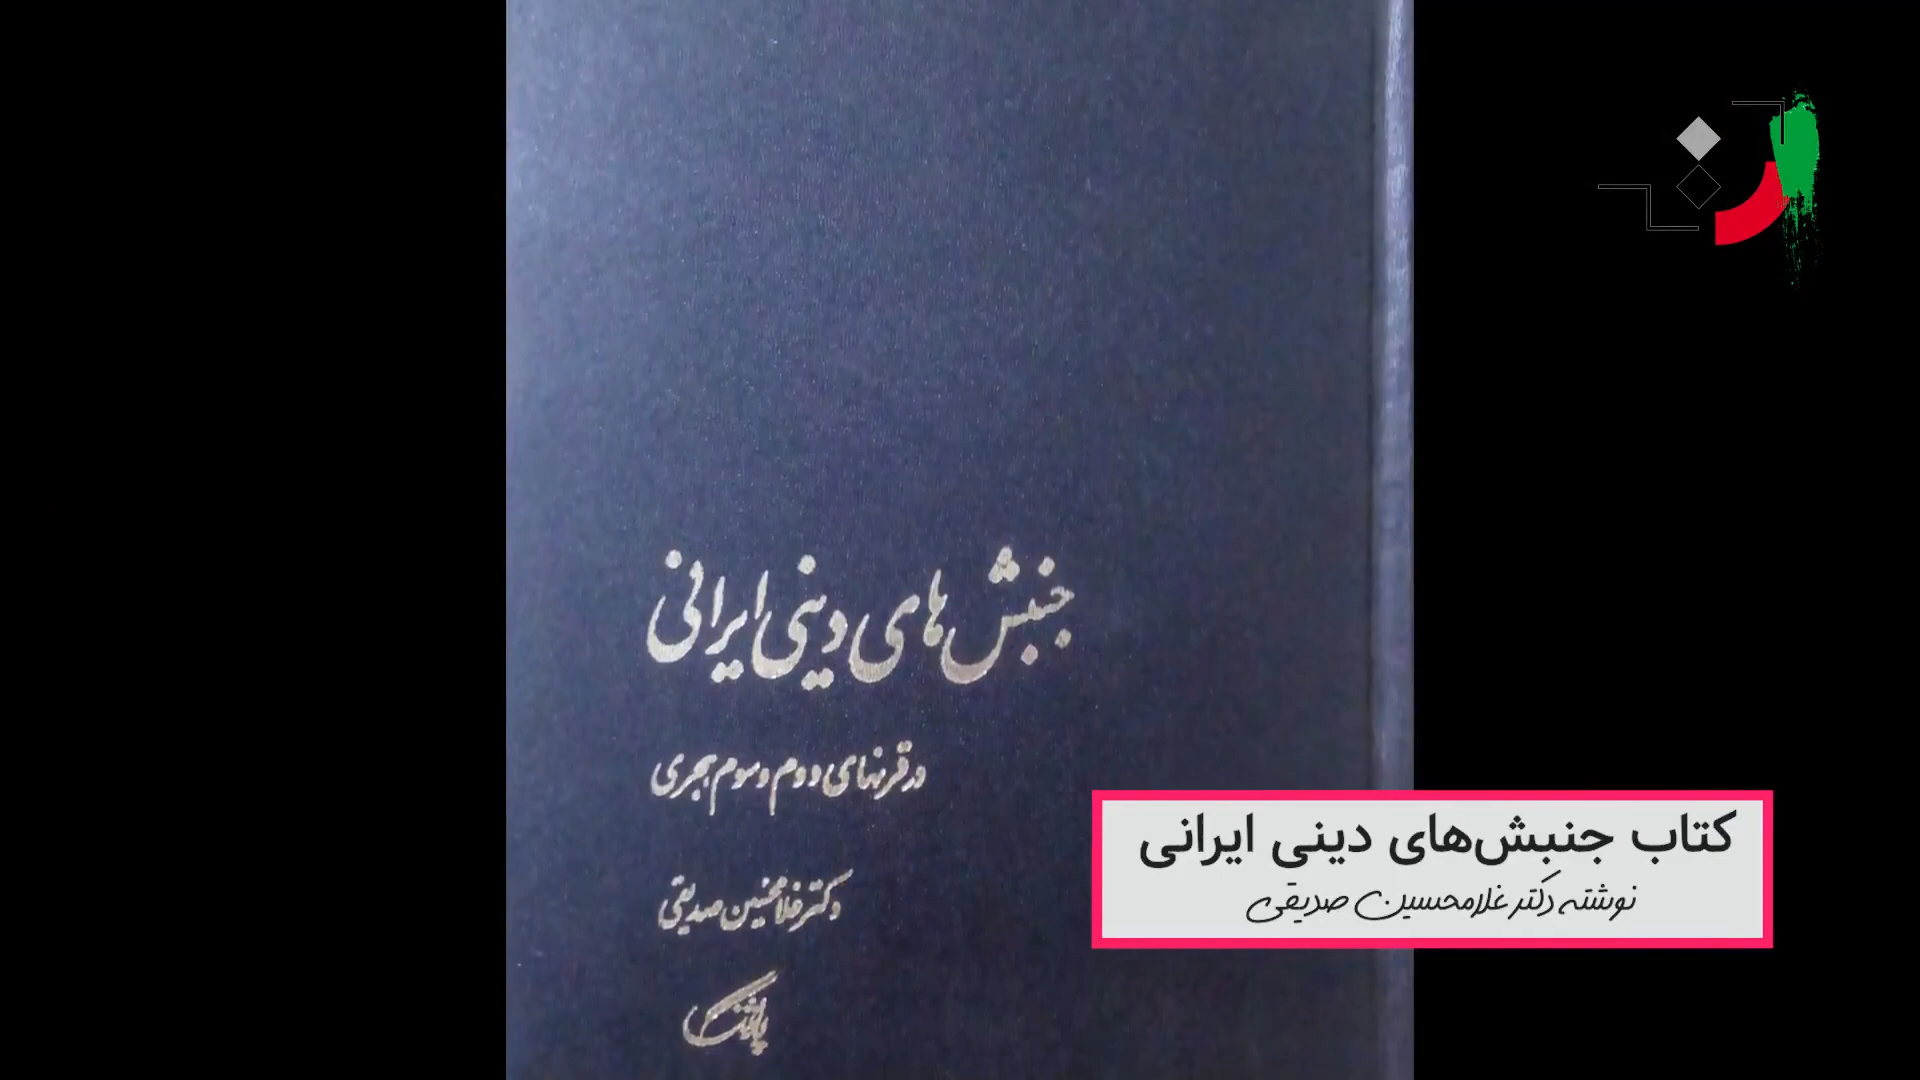 جنبش‌های دینی ایرانی
در قرنهای دوم و سوم هجری
دکتر غلامحسین صدیقی
پاژنگ
کتاب جنبش‌های دینی ایرانی
نوشته دکتر غلامحسین صدیقی